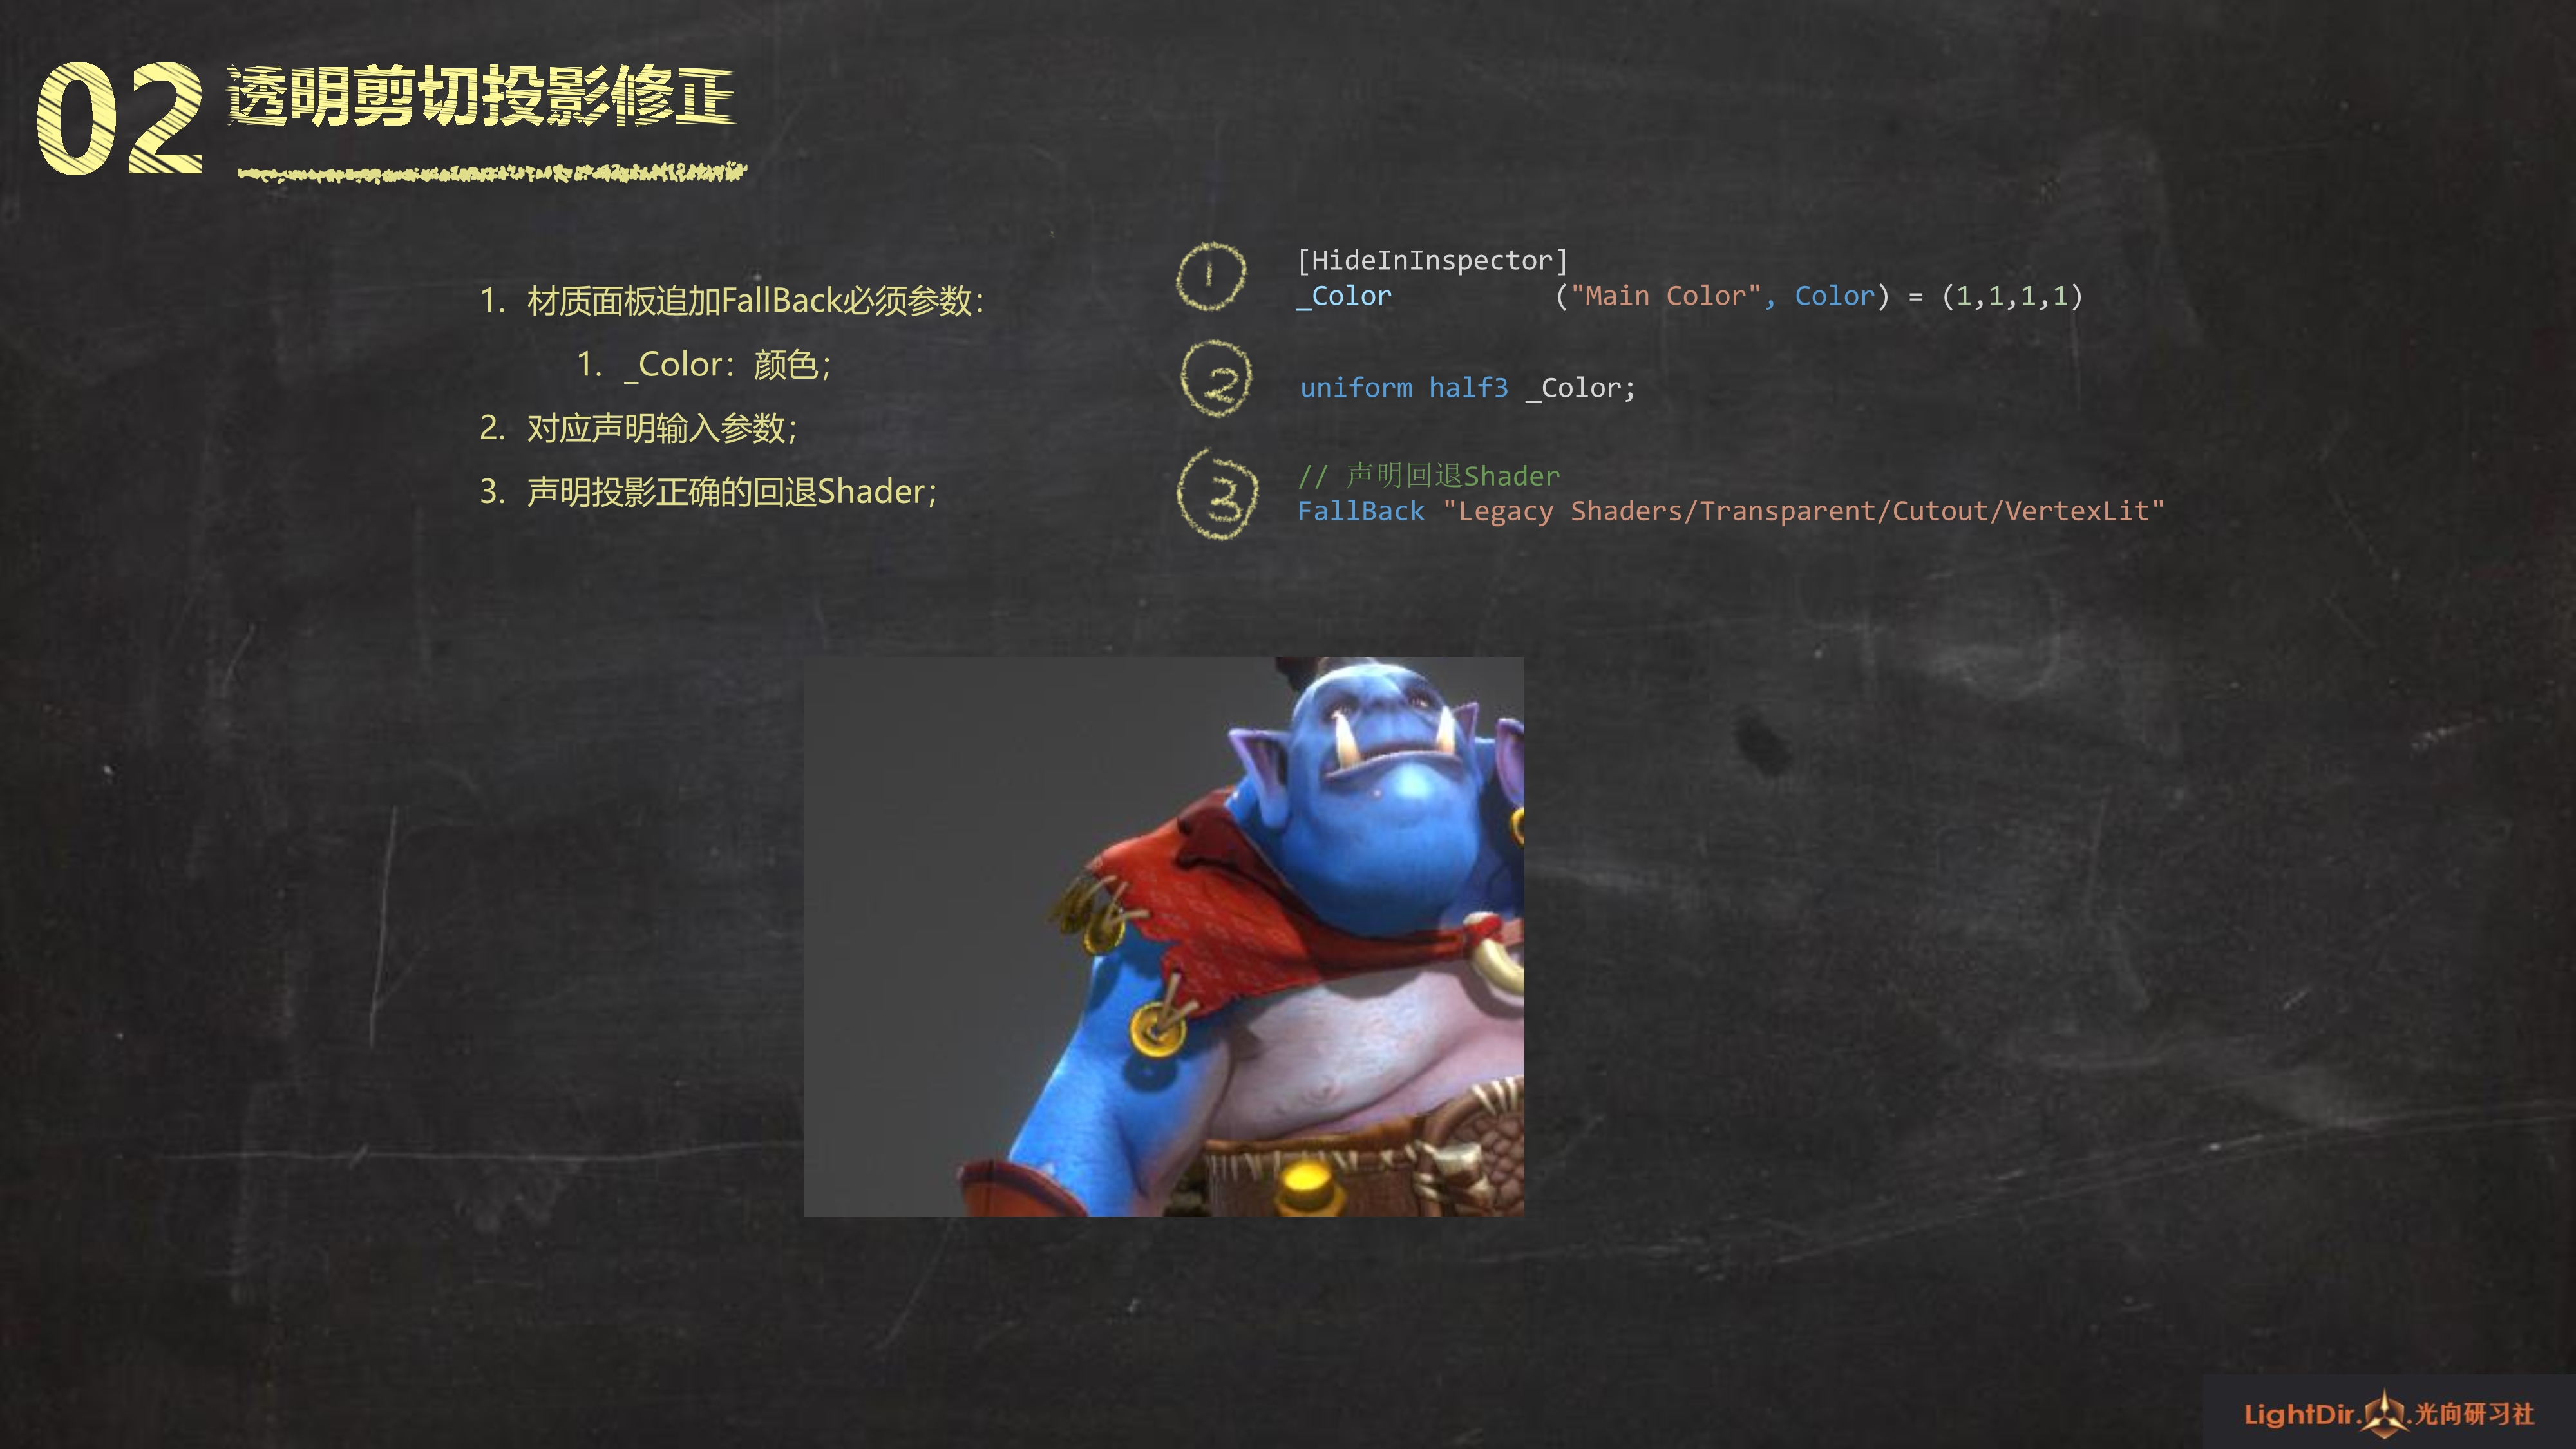 02 透明剪切投影修正
1. 材质面板追加FallBack必须参数：
1. _Color：颜色；
2. 对应声明输入参数；
3. 声明投影正确的回退Shader；
1
[HideInInspector]
_Color ("Main Color", Color) = (1,1,1,1)
2
uniform half3 _Color;
3
// 声明回退Shader
FallBack "Legacy Shaders/Transparent/Cutout/VertexLit"
LightDir. .光向研习社